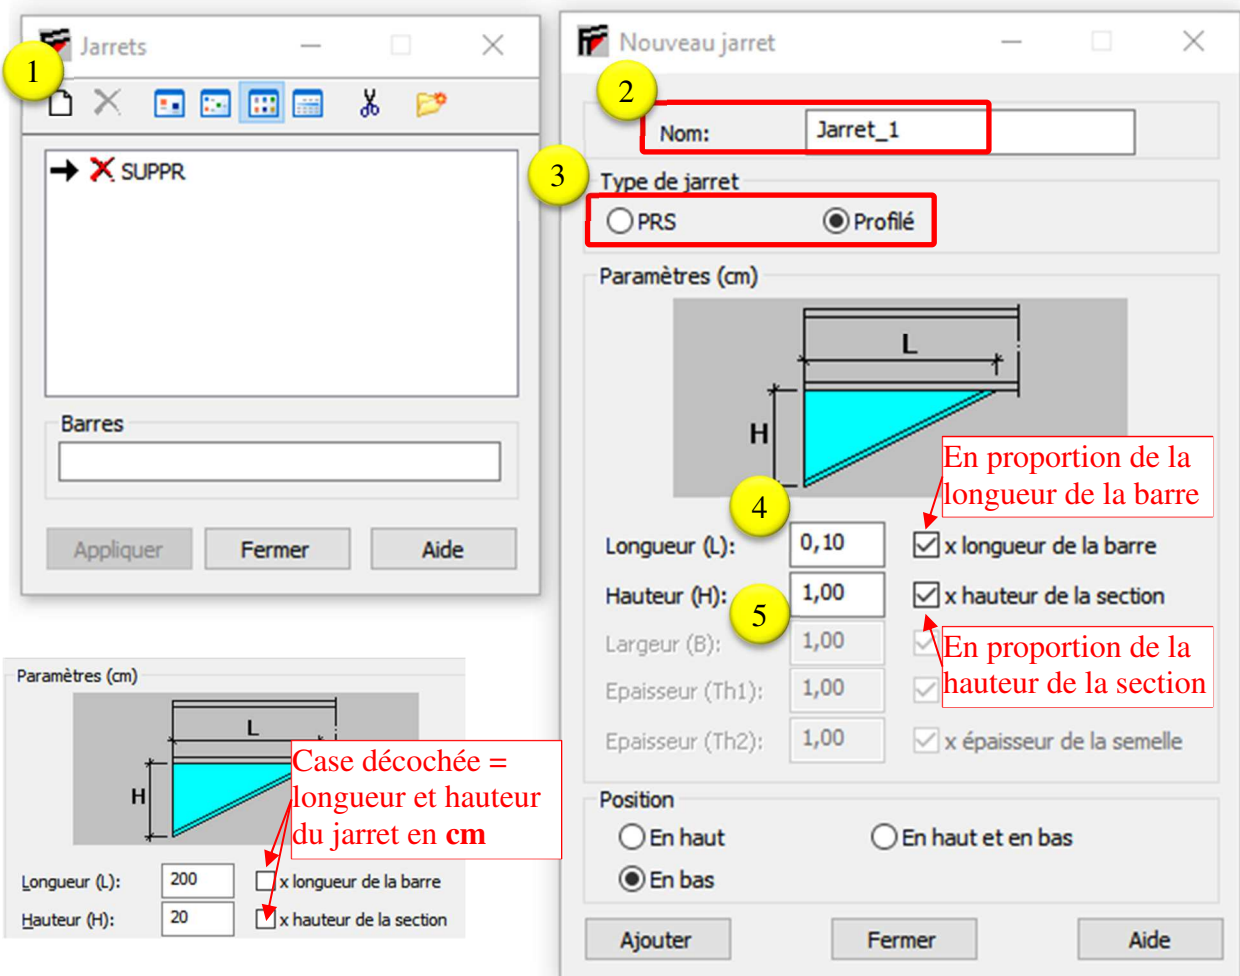 Jarrets
1
SUPPR
Barres
Appliquer
Fermer
Aide
Nouveau jarret
2
Nom:
Jarret_1
3
Type de jarret
PRS
Profilé
Paramètres (cm)
L
H
En proportion de la
longueur de la barre
4
Longueur (L):
0,10
x longueur de la barre
Hauteur (H):
1,00
x hauteur de la section
5
Largeur (B):
1,00
En proportion de la
hauteur de la section
Epaisseur (Th1):
1,00
Epaisseur (Th2):
1,00
x épaisseur de la semelle
Position
En haut
En haut et en bas
En bas
Ajouter
Fermer
Aide
Paramètres (cm)
L
H
Case décochée =
longueur et hauteur
du jarret en cm
Longueur (L):
200
x longueur de la barre
Hauteur (H):
20
x hauteur de la section